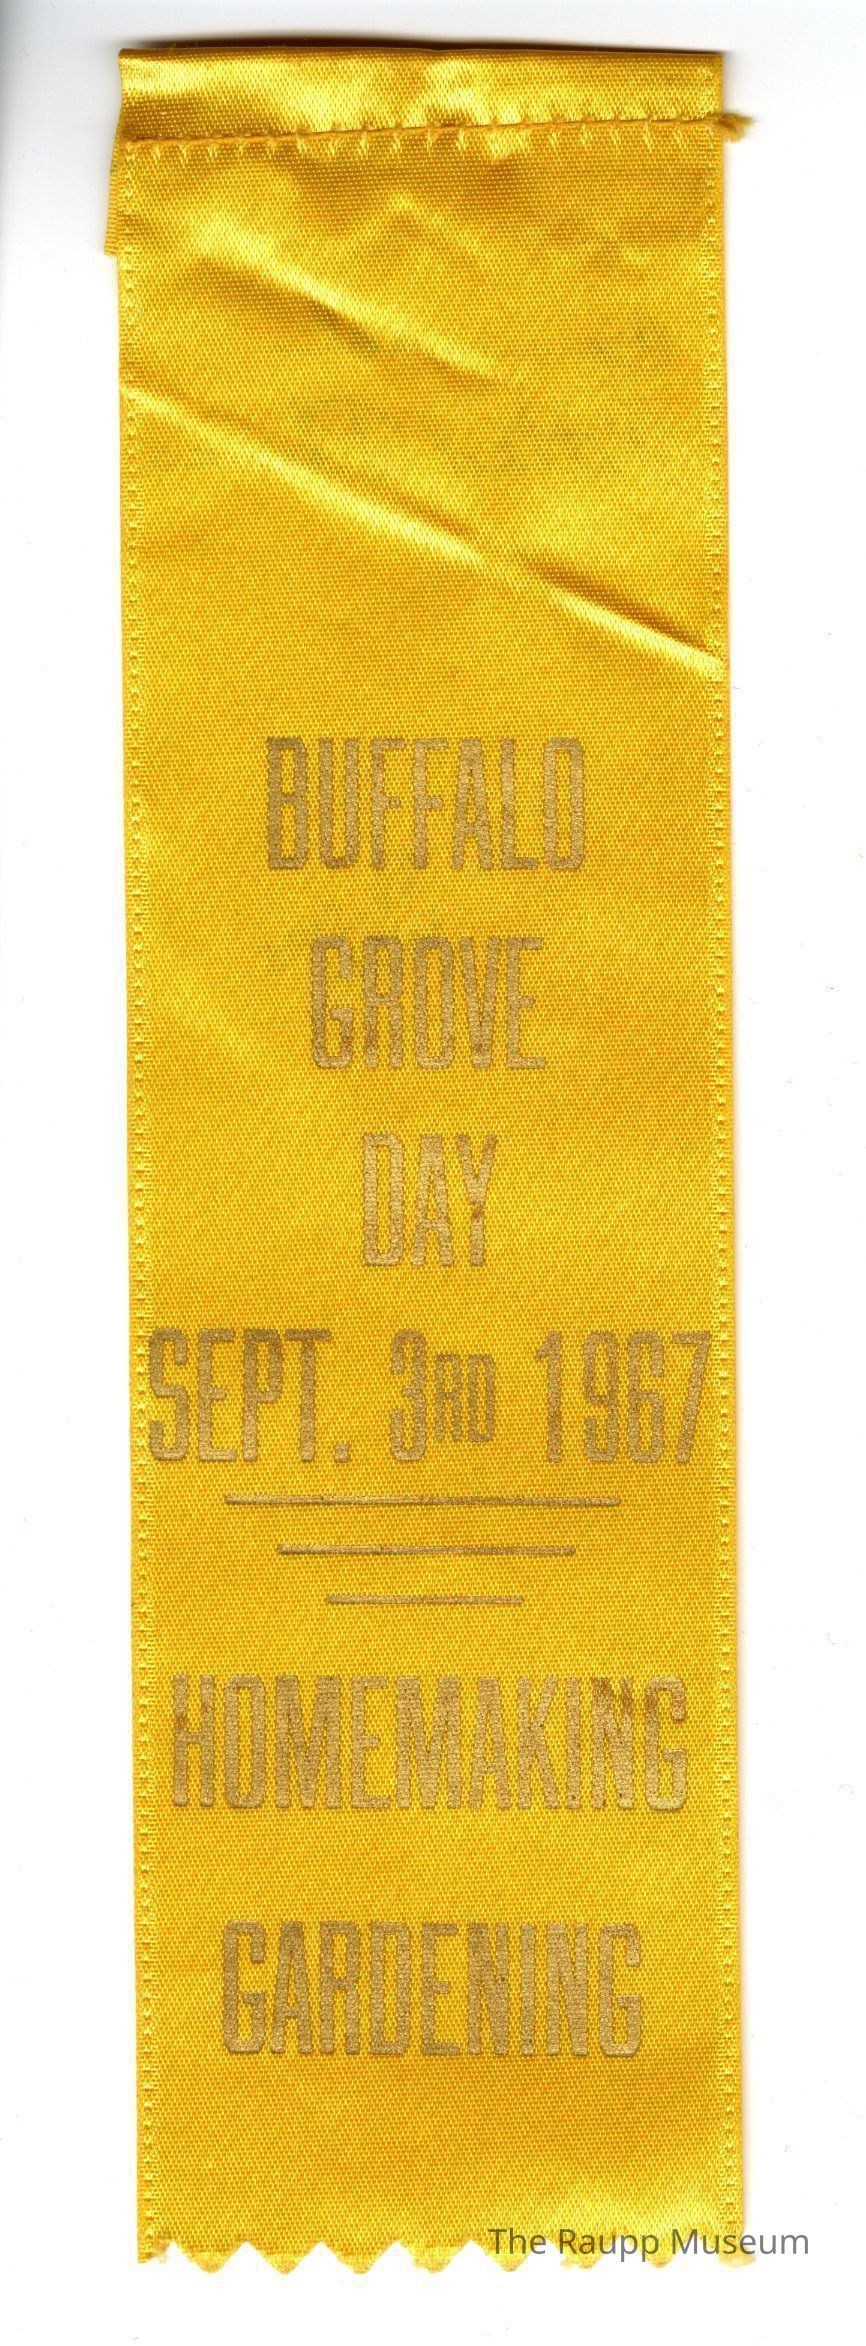 BUFFALO
GROVE
DAY
SEPT. 3RD 1967
HOMEMAKING
GARDENING
The Raupp Museum